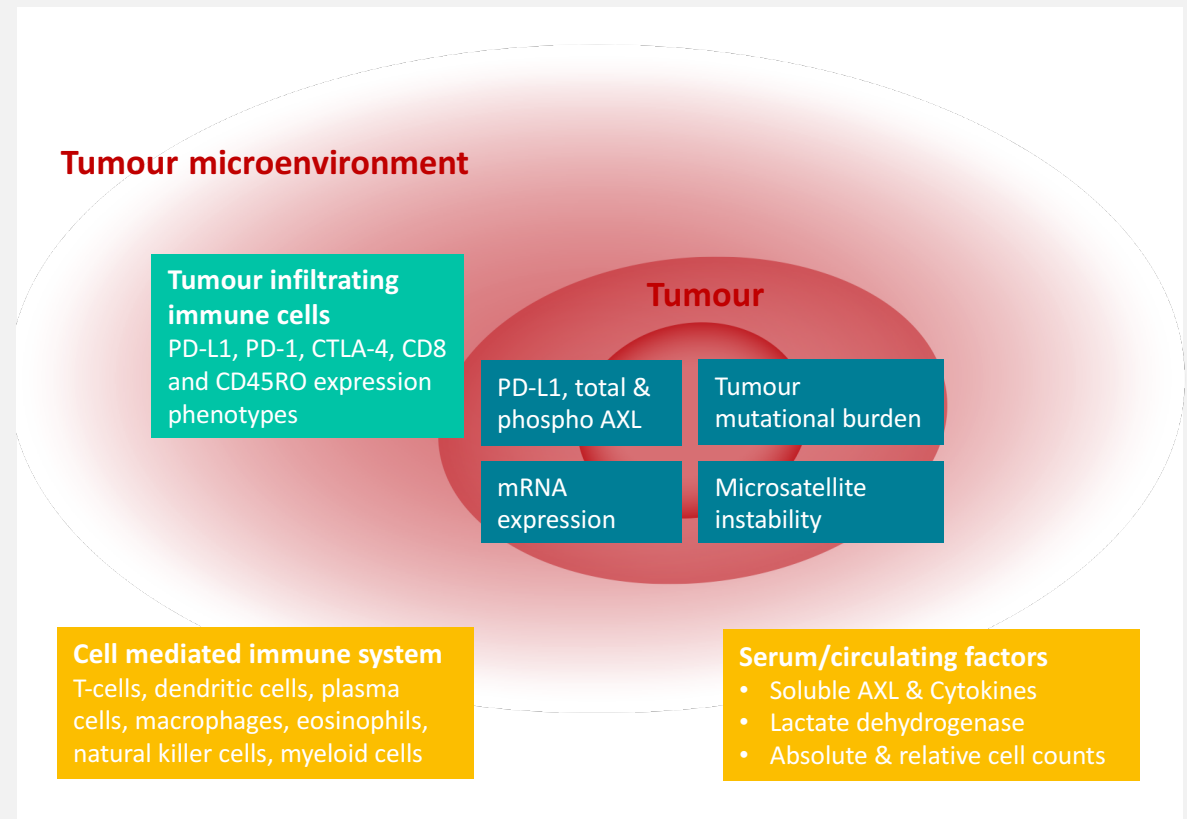 Tumour microenvironment
Tumour infiltrating
immune cells
PD-L1, PD-1, CTLA-4, CD8
and CD45RO expression
phenotypes
Tumour
PD-L1, total &
phospho AXL
Tumour
mutational burden
mRNA
expression
Microsatellite
instability
Cell mediated immune system
T-cells, dendritic cells, plasma
cells, macrophages, eosinophils,
natural killer cells, myeloid cells
Serum/circulating factors
• Soluble AXL & Cytokines
• Lactate dehydrogenase
• Absolute & relative cell counts